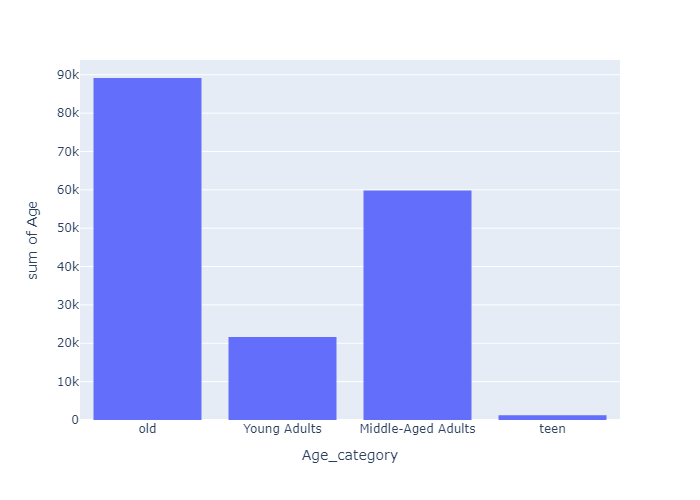 90k
80k
70k
60k
50k
40k
30k
20k
10k
0
sum of Age
old Young Adults Middle-Aged Adults teen
Age_category